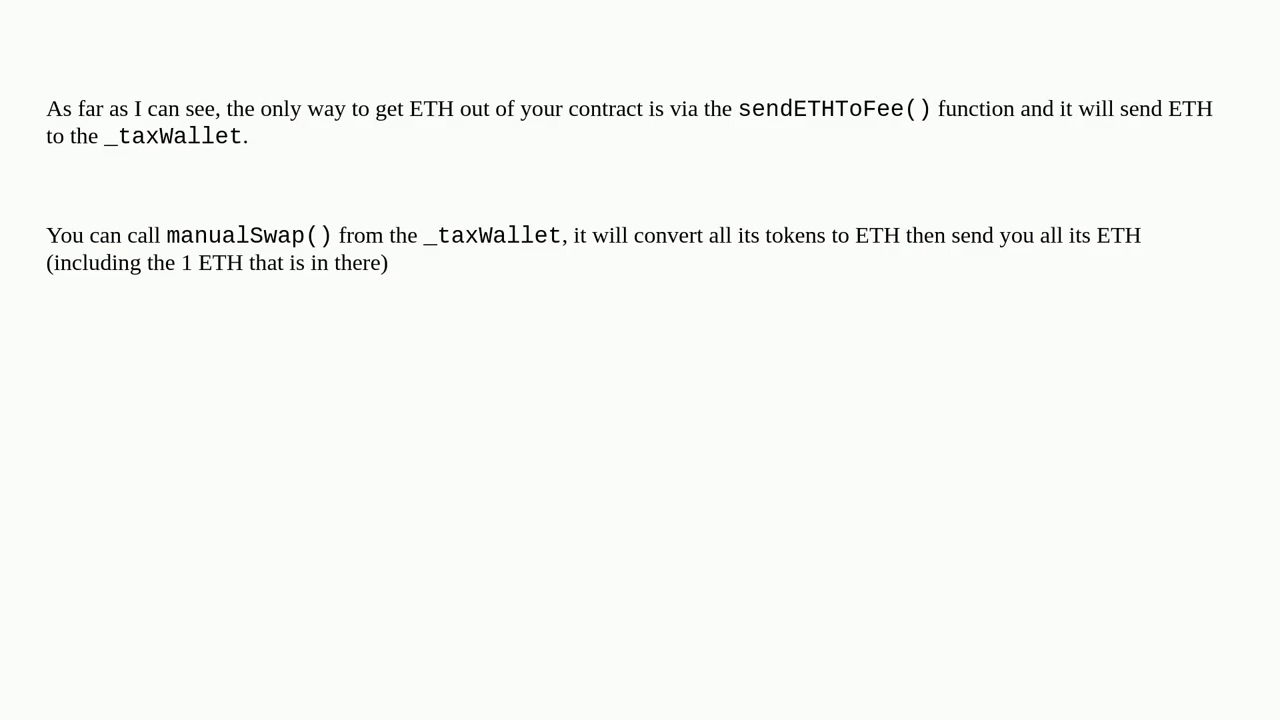 As far as I can see, the only way to get ETH out of your contract is via the sendETHToFee() function and it will send ETH
to the _taxWallet.
You can call manualSwap() from the _taxWallet, it will convert all its tokens to ETH then send you all its ETH
(including the 1 ETH that is in there)